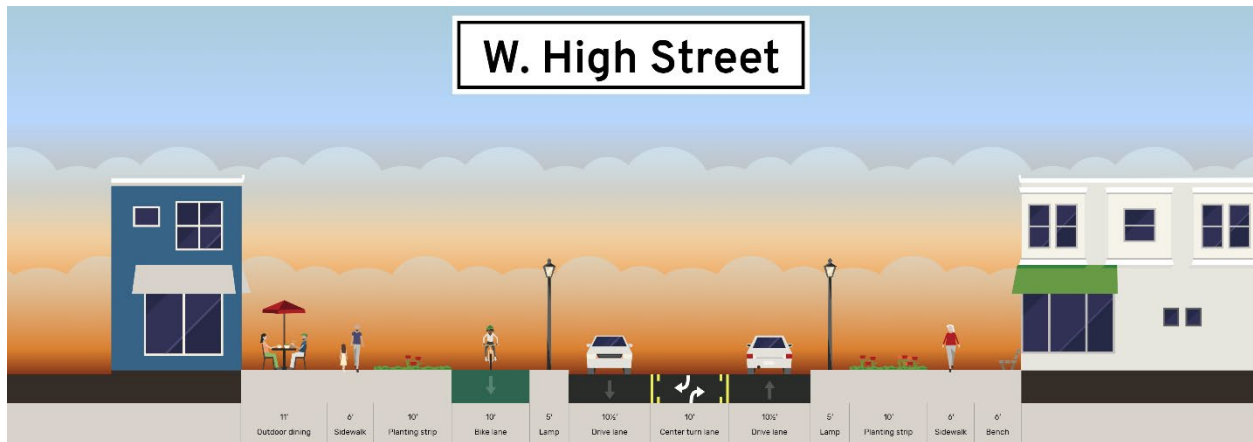 W. High Street
11' 6' 10' 10' 5' 10½' 10' 10½' 5' 10' 6' 6'
Outdoor dining Sidewalk Planting strip Bike lane Lamp Drive lane Center turn lane Drive lane Lamp Planting strip Sidewalk Bench